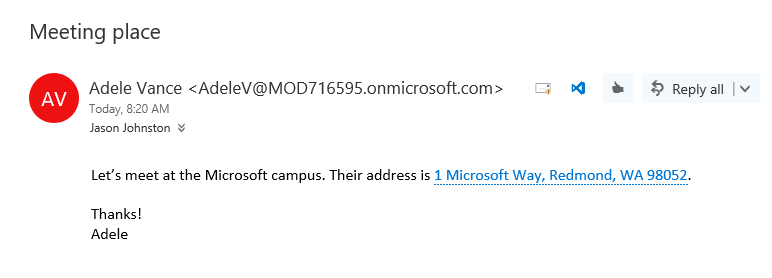 Meeting place
AV
Adele Vance <AdeleV@MOD716595.onmicrosoft.com>
Reply all
Today, 8:20 AM
Jason Johnston
Let's meet at the Microsoft campus. Their address is 1 Microsoft Way, Redmond, WA 98052.
Thanks!
Adele